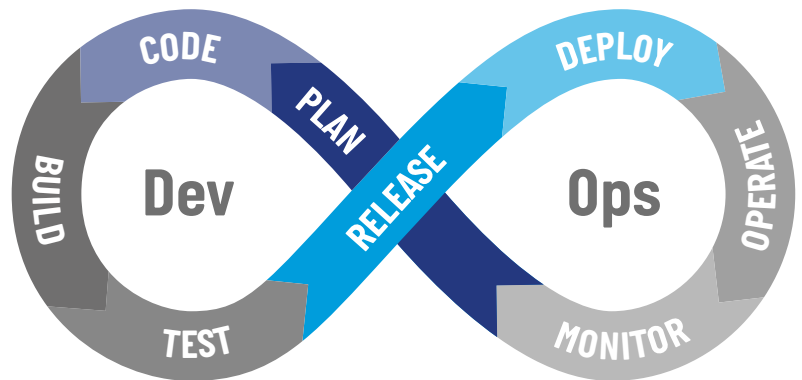 CODE
DEPLOY
PLAN
BUILD
Dev
RELEASE
Ops
OPERATE
TEST
MONITOR